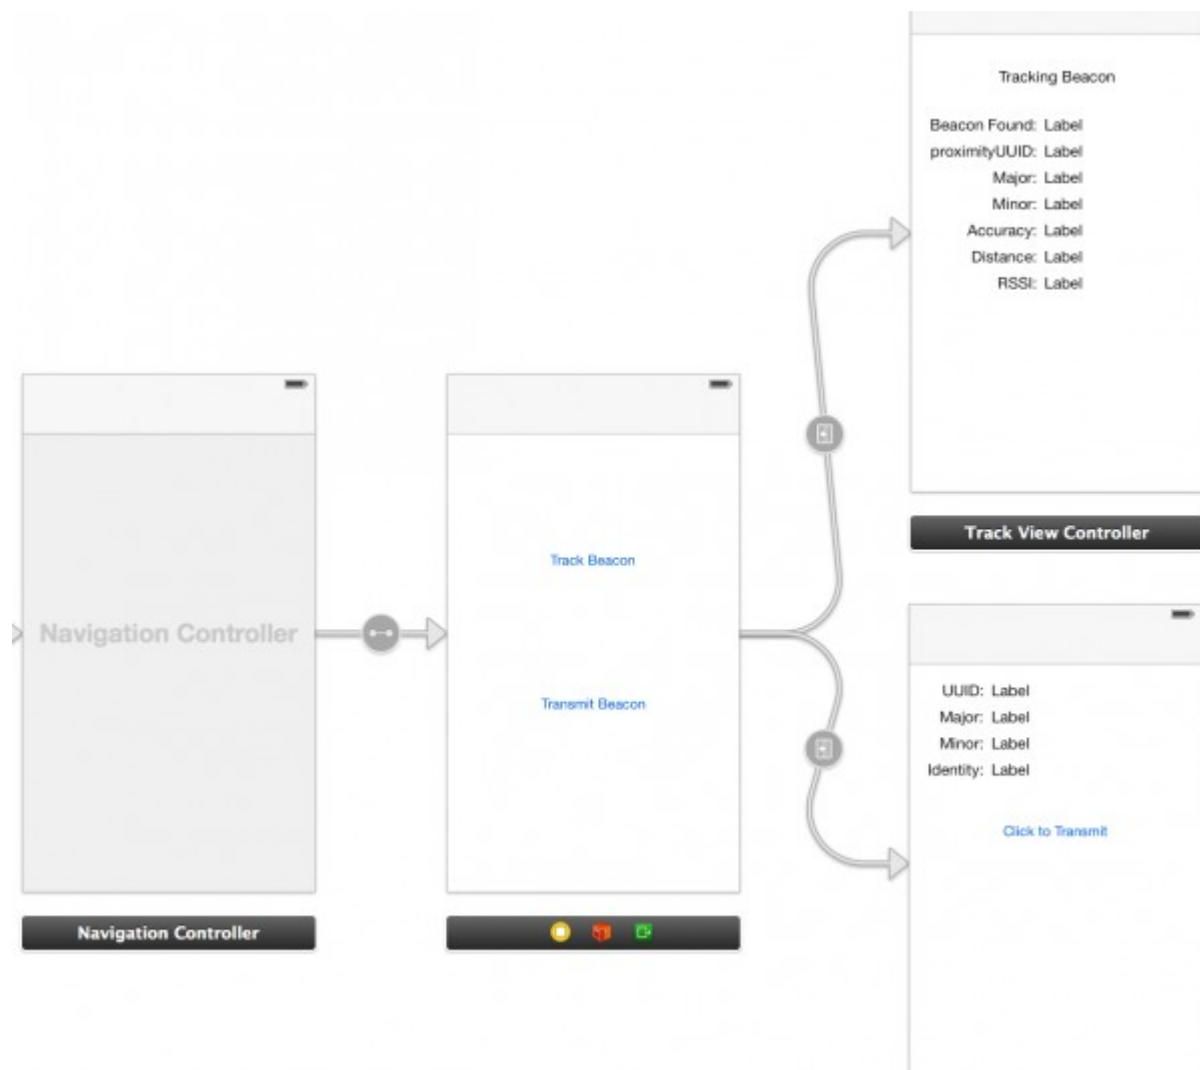 Tracking Beacon
Beacon Found: Label
proximityUUID: Label
Major: Label
Minor: Label
Accuracy: Label
Distance: Label
RSSI: Label
Track View Controller
Navigation Controller
Navigation Controller
Track Beacon
Transmit Beacon
UUID: Label
Major: Label
Minor: Label
Identity: Label
Click to Transmit